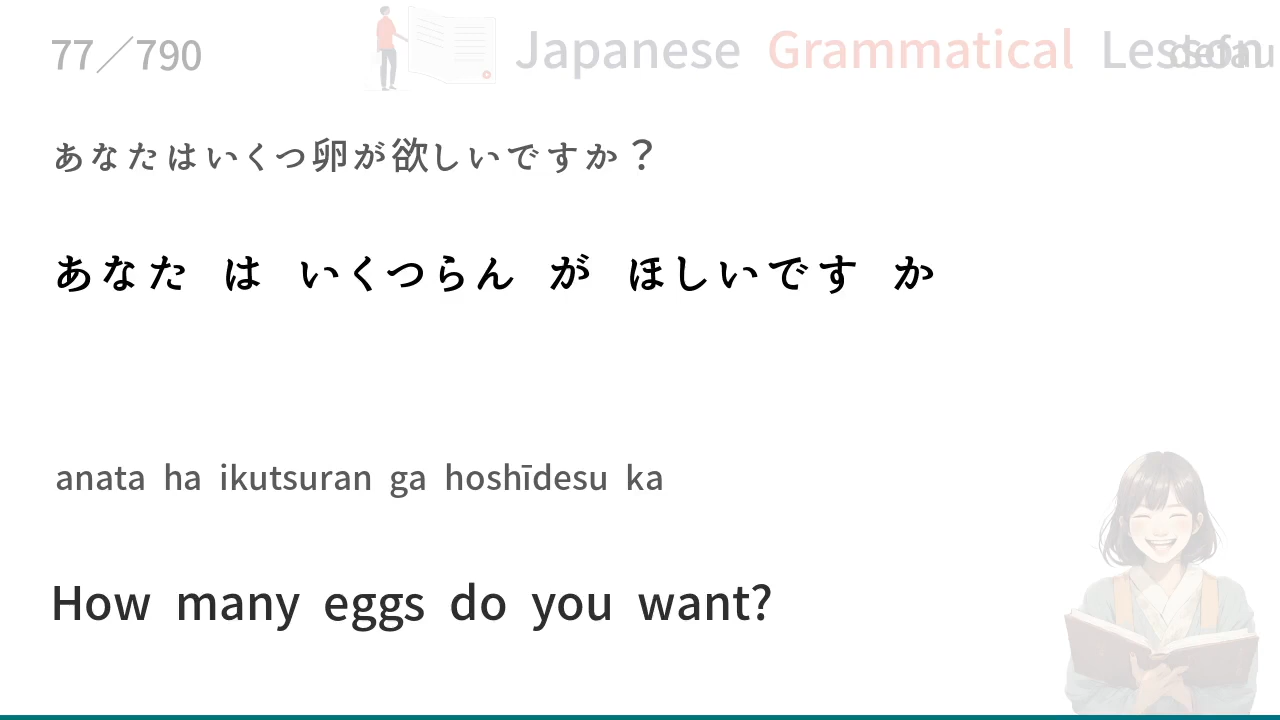 77／790
Japanese Grammatical Lesson
あなたはいくつ卵が欲しいですか？
あなた は いくつらん が ほしいです か
anata ha ikutsuran ga hoshīdesu ka
How many eggs do you want?